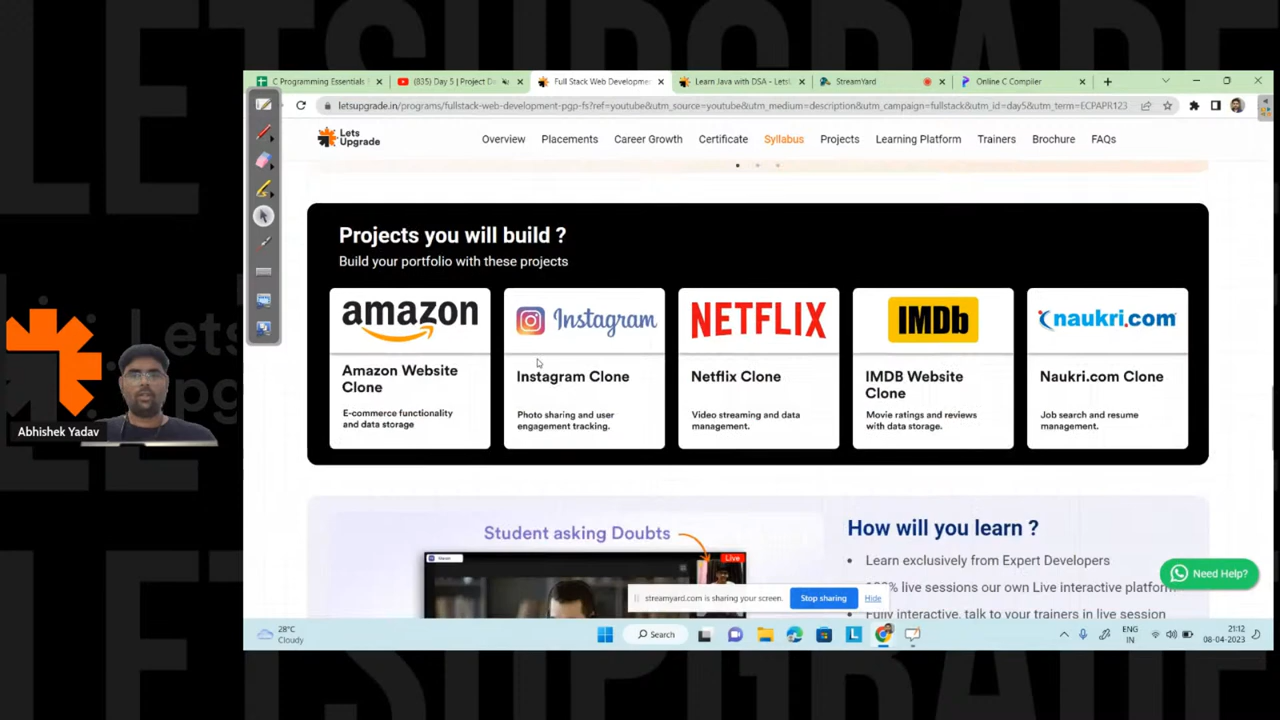 C Programming Essentials
(835) Day 5 | Project D
Full Stack Web Developme
Learn Java with DSA - Lets
StreamYard
Online C Compiler
letsupgrade.in/programs/fullstack-web-development-pgp-fs?ref=youtube&utm_source=youtube&utm_medium=description&utm_campaign=fullstack&utm_id=day5&utm_term=ECPAPR123
Lets
Upgrade
Overview
Placements
Career Growth
Certificate
Syllabus
Projects
Learning Platform
Trainers
Brochure
FAQs
Projects you will build ?
Build your portfolio with these projects
amazon
Instagram
NETFLIX
IMDb
naukri.com
Amazon Website
Clone
E-commerce functionality
and data storage
Instagram Clone
Photo sharing and user
engagement tracking.
Netflix Clone
Video streaming and data
management.
IMDB Website
Clone
Movie ratings and reviews
with data storage.
Naukri.com Clone
Job search and resume
management.
Abhishek Yadav
Student asking Doubts
Live
How will you learn ?
• Learn exclusively from Expert Developers
live sessions our own Live interactive platform
Fully interactive, talk to your trainers in live session
Need Help?
streamyard.com is sharing your screen.
Stop sharing
Hide
28°C
Cloudy
Search
ENG
IN
21:12
08-04-2023
LETSUPGRADE